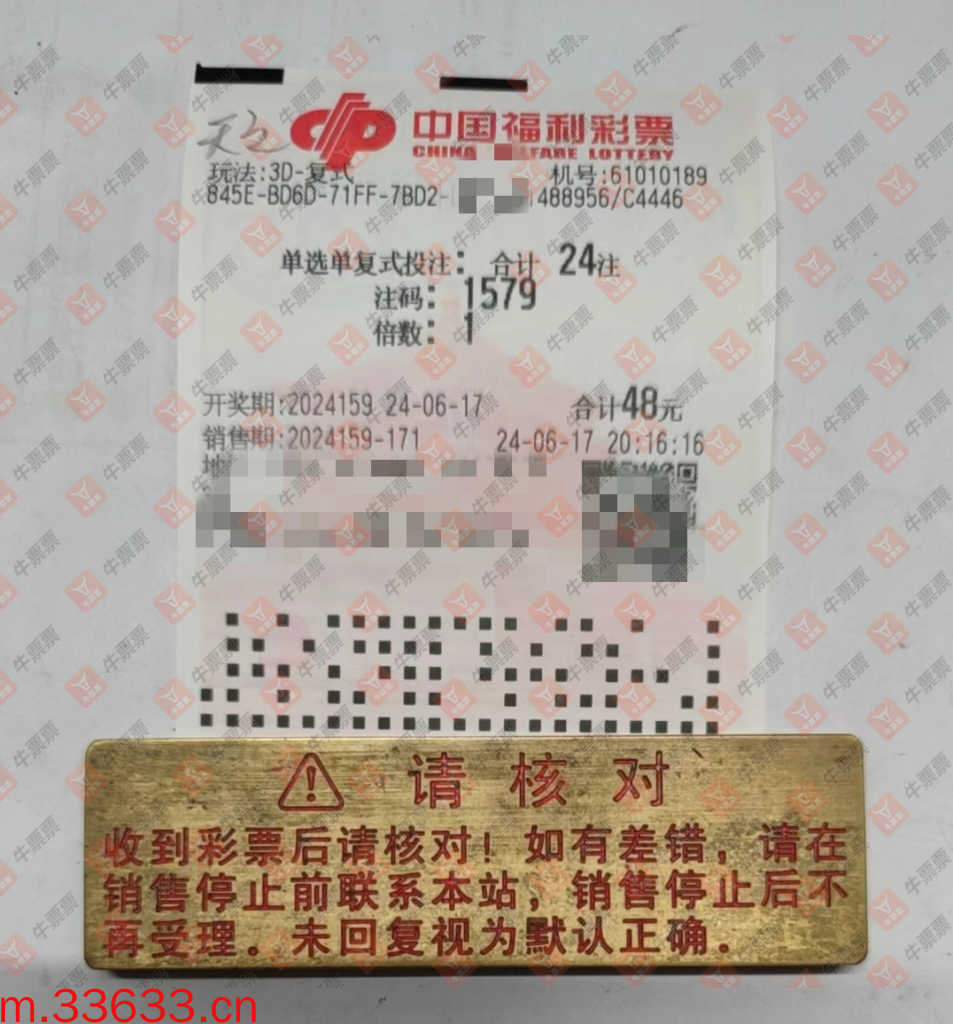 中国福利彩票
CHINA WELFARE LOTTERY
玩法:3D-复式 机号:61010189
845E-BD6D-71FF-7BD2- 488956/C4446
单选单复式投注: 合计 24注
注码: 1579
倍数: 1
开奖期:2024159 24-06-17 合计48元
销售期:2024159-171 24-06-17 20:16:16
请核对
收到彩票后请核对!如有差错,请在
销售停止前联系本站,销售停止后不
再受理。未回复视为默认正确。
牛票票
m.33633.cn